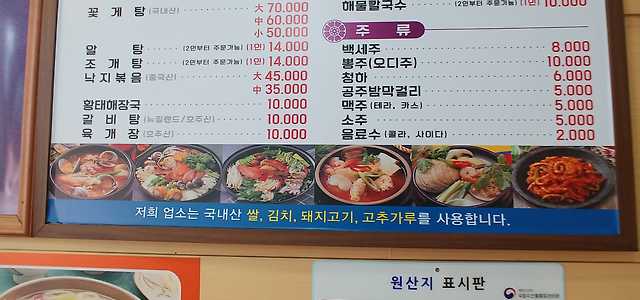 꽃게탕 (국내산) 大 70.000
中 60.000
小 50.000
알탕 (2인부터 주문가능) (1인) 14.000
조개탕 (2인부터 주문가능) (1인) 14.000
낙지볶음 (중국산) 大 45.000
中 35.000
황태해장국 10.000
갈비탕 (뉴질랜드/호주산) 10.000
육개장 (호주산) 10.000
해물칼국수 (2인부터 주문가능) (1인) 10.000
주류
백세주 8.000
뽕주(오디주) 10.000
청하 6.000
공주밤막걸리 5.000
맥주 (테라, 카스) 5.000
소주 5.000
음료수 (콜라, 사이다) 2.000
저희 업소는 국내산 쌀, 김치, 돼지고기, 고추가루를 사용합니다.
원산지 표시판